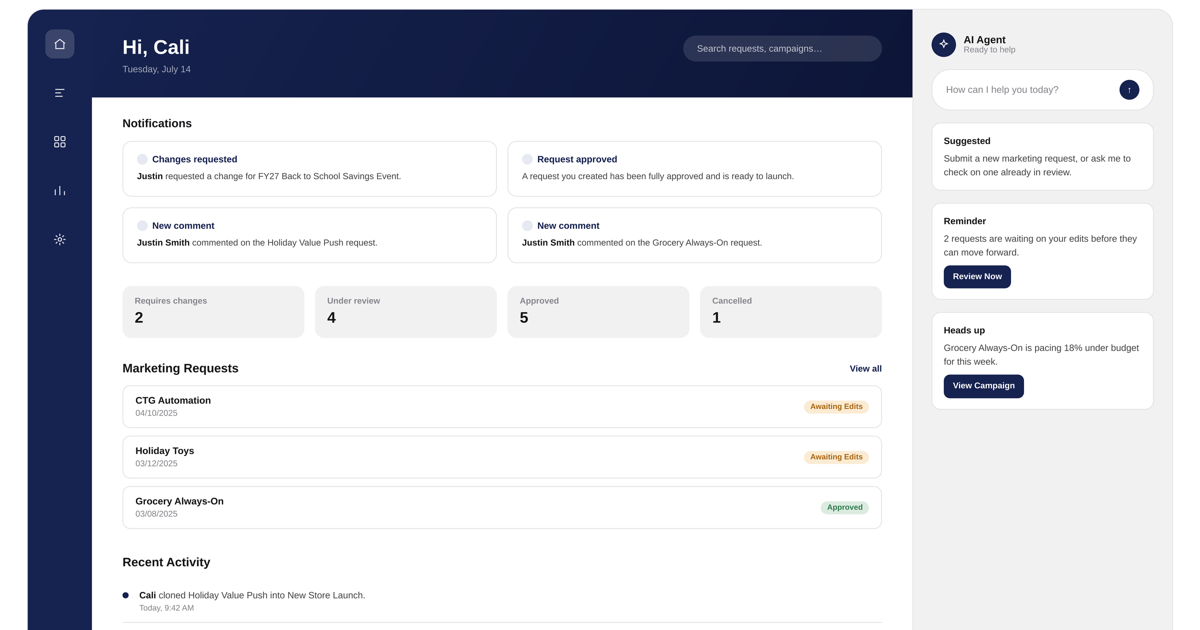 Hi, Cali
Tuesday, July 14
Search requests, campaigns…
Notifications
Changes requested
Justin requested a change for FY27 Back to School Savings Event.
Request approved
A request you created has been fully approved and is ready to launch.
New comment
Justin Smith commented on the Holiday Value Push request.
New comment
Justin Smith commented on the Grocery Always-On request.
Requires changes
2
Under review
4
Approved
5
Cancelled
1
Marketing Requests
View all
CTG Automation
04/10/2025
Awaiting Edits
Holiday Toys
03/12/2025
Awaiting Edits
Grocery Always-On
03/08/2025
Approved
Recent Activity
Cali cloned Holiday Value Push into New Store Launch.
Today, 9:42 AM
AI Agent
Ready to help
How can I help you today?
↑
Suggested
Submit a new marketing request, or ask me to
check on one already in review.
Reminder
2 requests are waiting on your edits before they
can move forward.
Review Now
Heads up
Grocery Always-On is pacing 18% under budget
for this week.
View Campaign